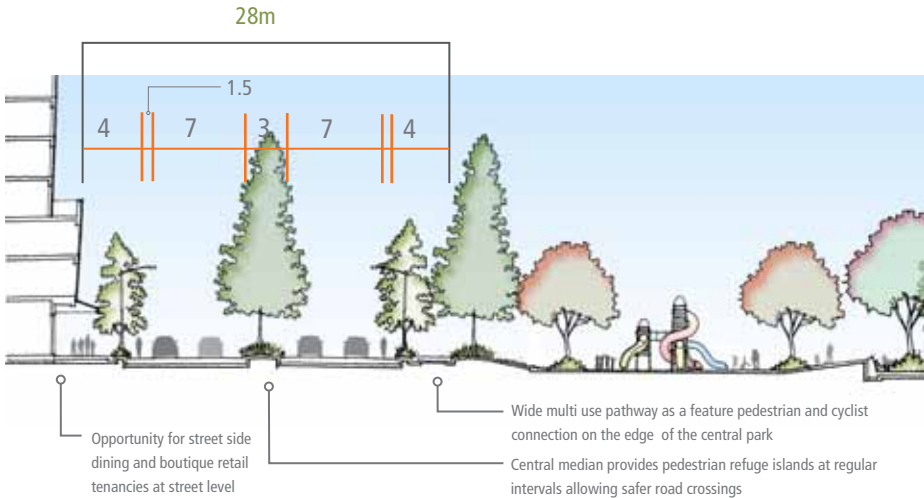 28m
1.5
4 7 3 7 4
Wide multi use pathway as a feature pedestrian and cyclist
connection on the edge of the central park
Opportunity for street side
dining and boutique retail
tenancies at street level
Central median provides pedestrian refuge islands at regular
intervals allowing safer road crossings